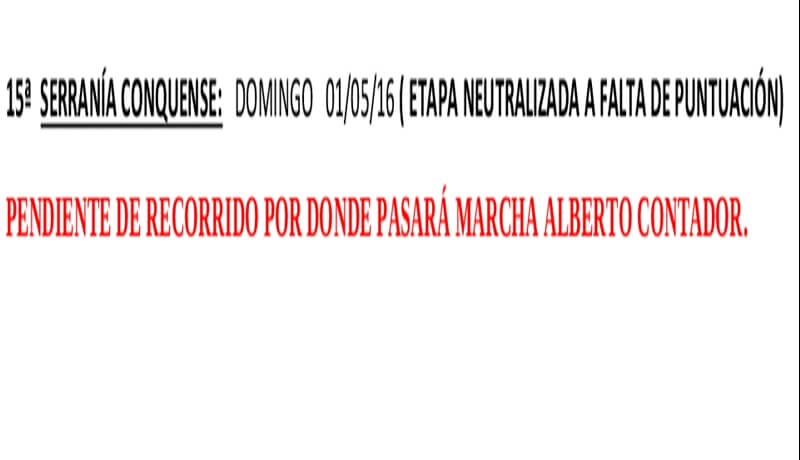 15ª SERRANÍA CONQUENSE: DOMINGO 01/05/16 ( ETAPA NEUTRALIZADA A FALTA DE PUNTUACIÓN)
PENDIENTE DE RECORRIDO POR DONDE PASARÁ MARCHA ALBERTO CONTADOR.